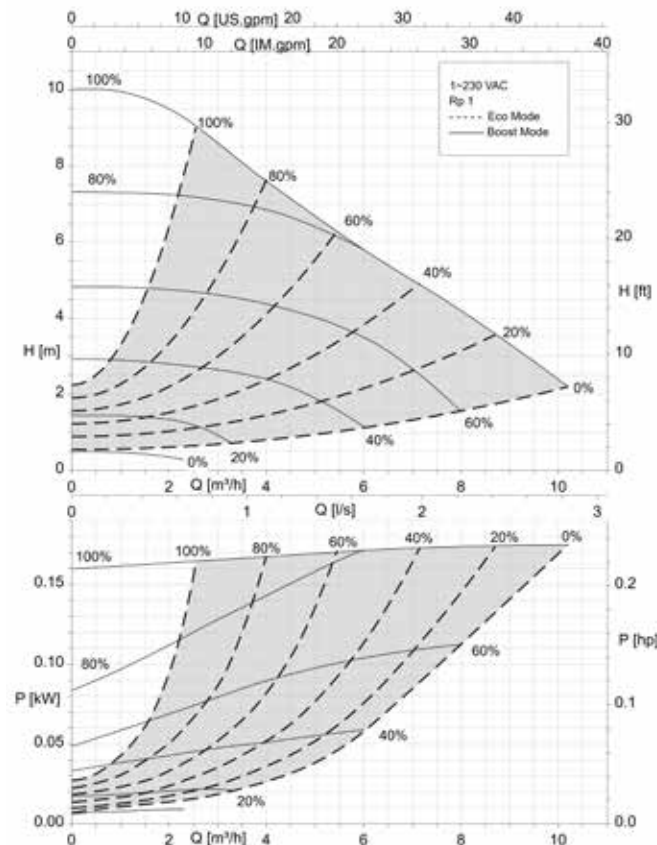 0 10 Q [US.gpm] 20 30 40
Q [IM.gpm]
0 10 20 30 40
1~230 VAC
Rp 1
Eco Mode
Boost Mode
10
100%
100%
30
8
80%
80%
60%
6
20
40%
H [ft]
4
20%
H [m]
10
2
0%
60%
40%
20%
0%
0
0
0 2 Q [m³/h] 4 6 8 10
0 1 Q [l/s] 2 3
100%
100%
80%
60%
40%
20%
0%
0.15
0.2
0.10
80%
60%
P [hp]
P [kW]
0.1
0.05
40%
20%
0.00
0.0
0 2 Q [m³/h] 4 6 8 10